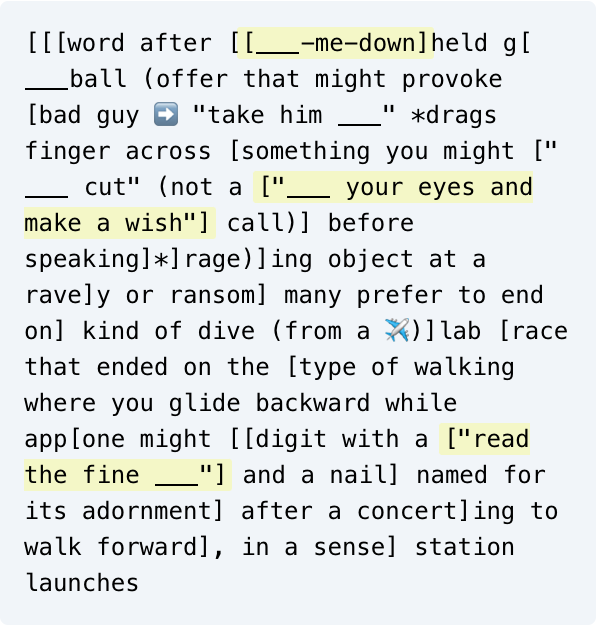 [[[word after [[___-me-down]held g[
___ball (offer that might provoke
[bad guy ➡️ "take him ___" *drags
finger across [something you might ["
___ cut" (not a ["___ your eyes and
make a wish"] call)] before
speaking]*]rage)]ing object at a
rave]y or ransom] many prefer to end
on] kind of dive (from a ✈️)]lab [race
that ended on the [type of walking
where you glide backward while
app[one might [[digit with a ["read
the fine ___"] and a nail] named for
its adornment] after a concert]ing to
walk forward], in a sense] station
launches